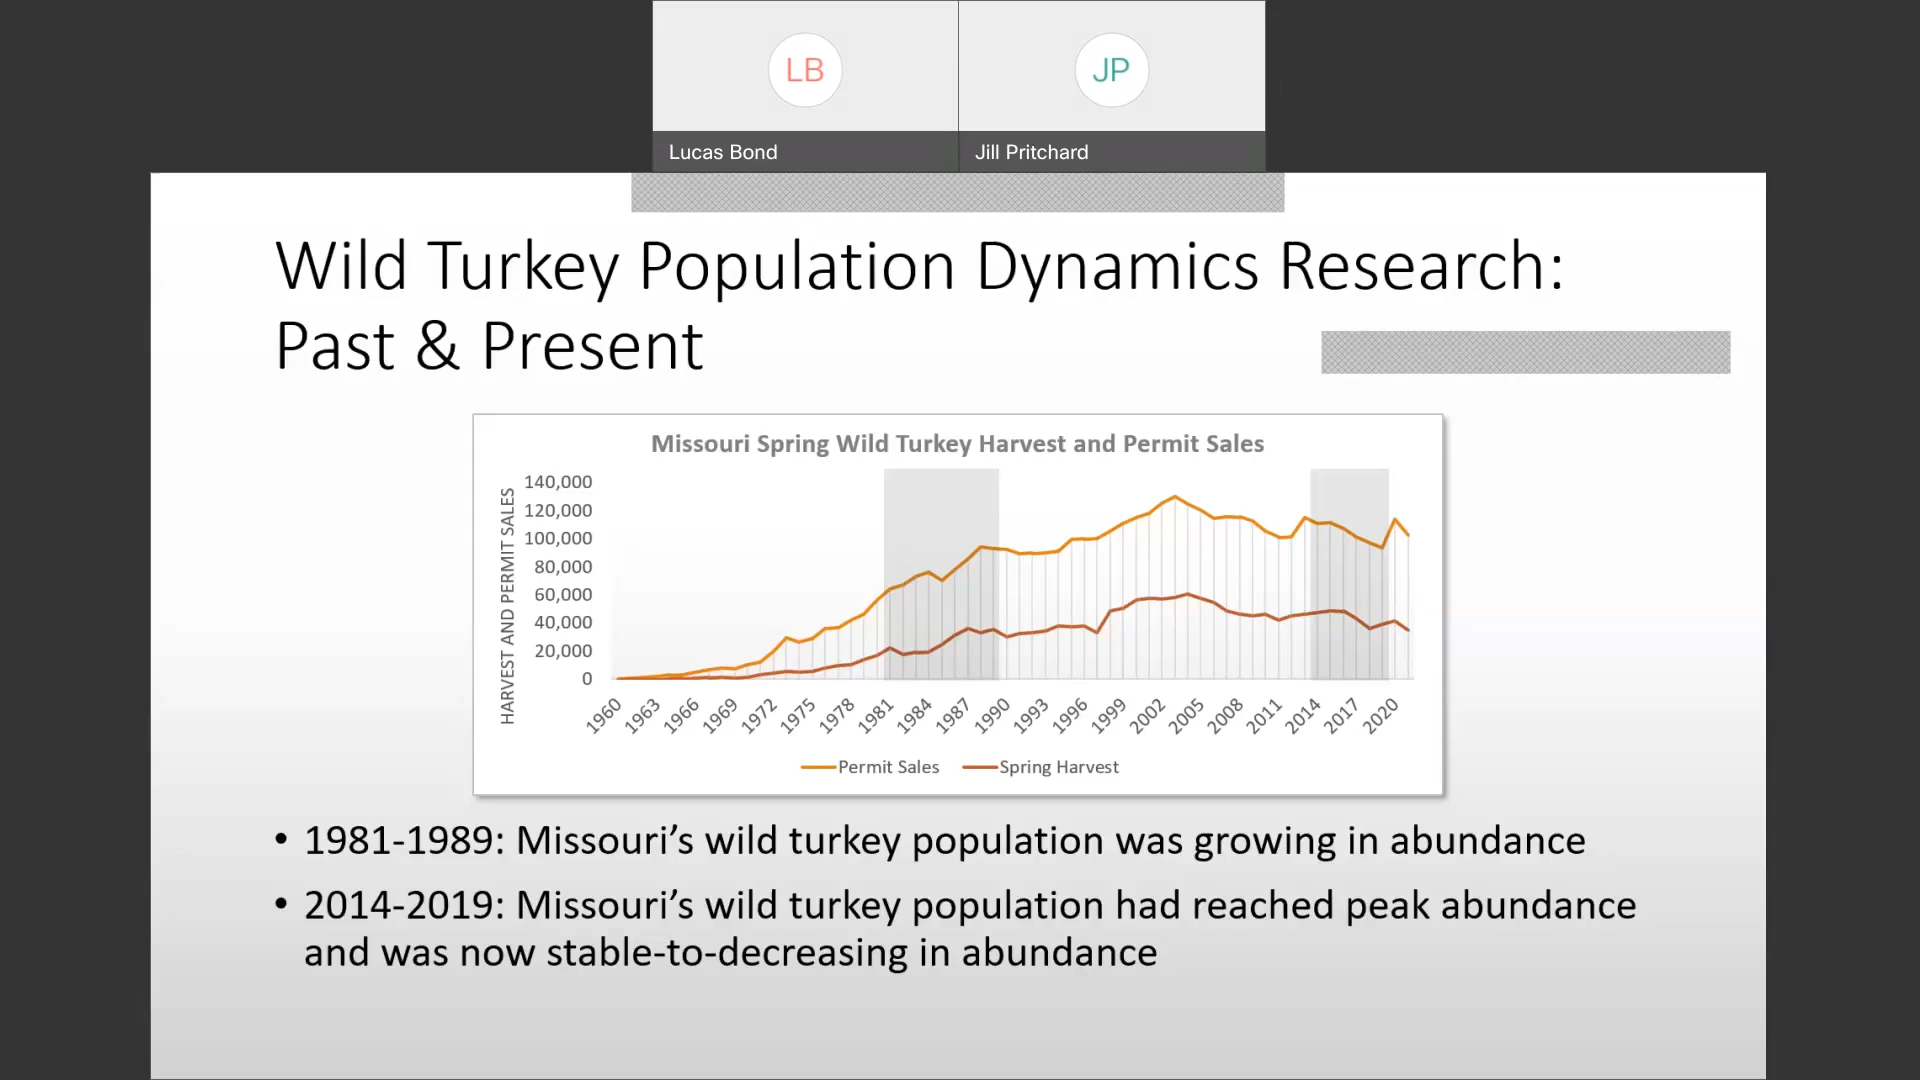 LB
JP
Lucas Bond
Jill Pritchard
Wild Turkey Population Dynamics Research:
Past & Present
Missouri Spring Wild Turkey Harvest and Permit Sales
HARVEST AND PERMIT SALES
140,000
120,000
100,000
80,000
60,000
40,000
20,000
0
1960
1963
1966
1969
1972
1975
1978
1981
1984
1987
1990
1993
1996
1999
2002
2005
2008
2011
2014
2017
2020
Permit Sales
Spring Harvest
• 1981-1989: Missouri’s wild turkey population was growing in abundance
• 2014-2019: Missouri’s wild turkey population had reached peak abundance
and was now stable-to-decreasing in abundance